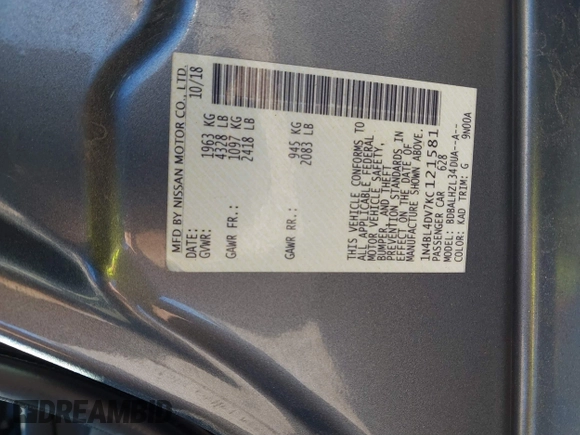 MFD BY NISSAN MOTOR CO., LTD.
DATE: 10/18
GVWR: 1963 KG
4328 LB
GAWR FR: 1097 KG
2418 LB
GAWR RR: 945 KG
2083 LB
THIS VEHICLE CONFORMS TO
ALL APPLICABLE FEDERAL
MOTOR VEHICLE SAFETY,
BUMPER, AND THEFT
PREVENTION STANDARDS IN
EFFECT ON THE DATE OF
MANUFACTURE SHOWN ABOVE.
1N4BL4DV7KC121581
PASSENGER CAR 628
MODEL: BDBALHZL34DUA--A--
COLOR: KAD TRIM: G 9N00A
DREAMBID